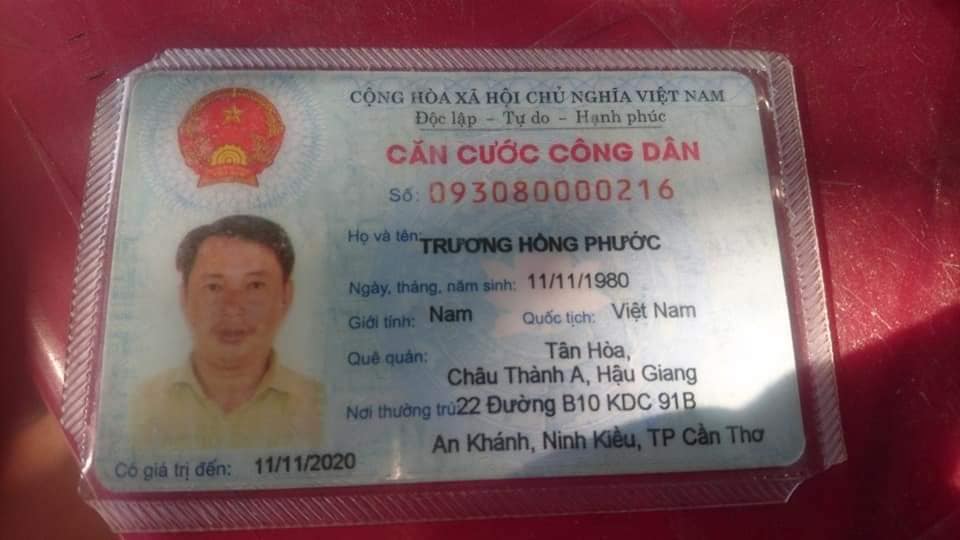 CỘNG HÒA XÃ HỘI CHỦ NGHĨA VIỆT NAM
Độc lập - Tự do - Hạnh phúc
CĂN CƯỚC CÔNG DÂN
Số: 093080000216
Họ và tên: TRƯƠNG HỒNG PHƯỚC
Ngày, tháng, năm sinh: 11/11/1980
Giới tính: Nam Quốc tịch: Việt Nam
Quê quán: Tân Hòa,
Châu Thành A, Hậu Giang
Nơi thường trú: 22 Đường B10 KDC 91B
An Khánh, Ninh Kiều, TP Cần Thơ
Có giá trị đến: 11/11/2020